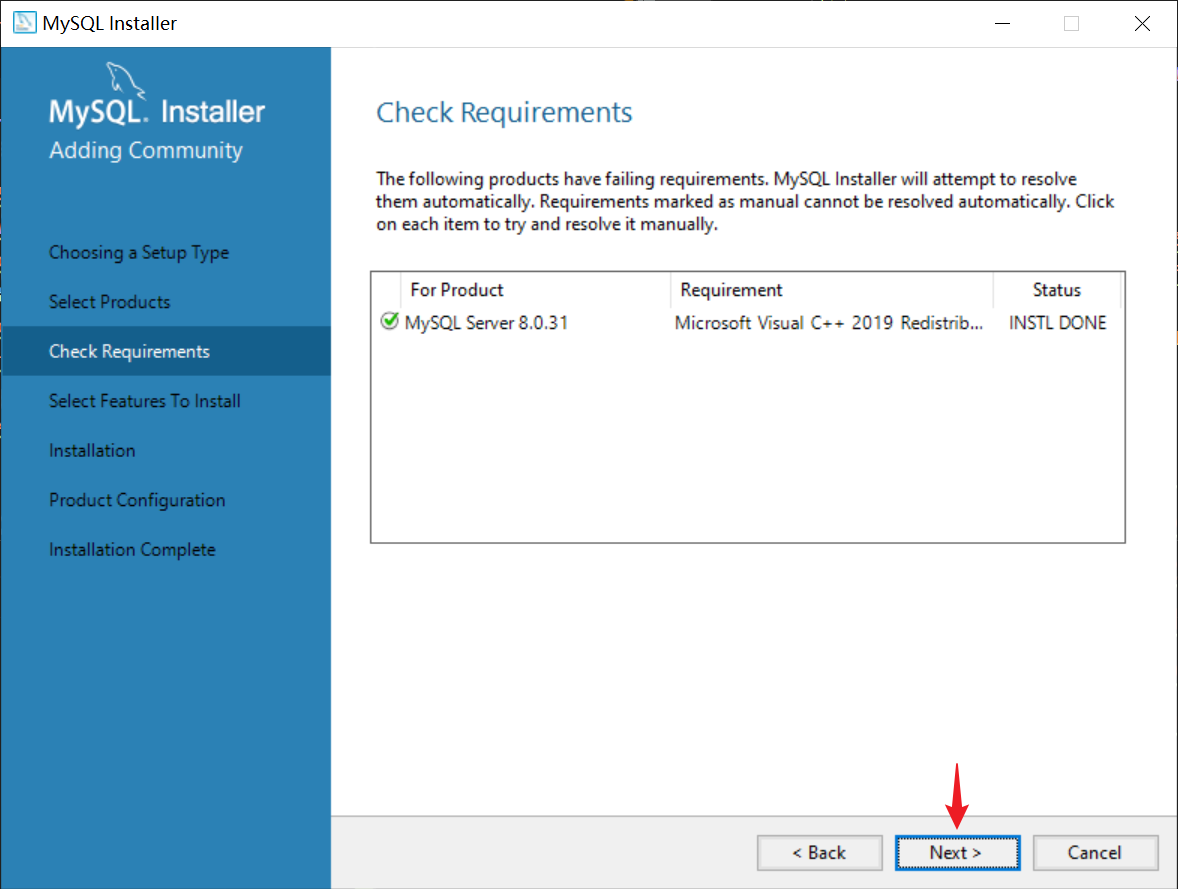 MySQL Installer
MySQL. Installer
Adding Community
Choosing a Setup Type
Select Products
Check Requirements
Select Features To Install
Installation
Product Configuration
Installation Complete
Check Requirements
The following products have failing requirements. MySQL Installer will attempt to resolve
them automatically. Requirements marked as manual cannot be resolved automatically. Click
on each item to try and resolve it manually.
For Product Requirement Status
MySQL Server 8.0.31 Microsoft Visual C++ 2019 Redistrib... INSTL DONE
< Back Next > Cancel